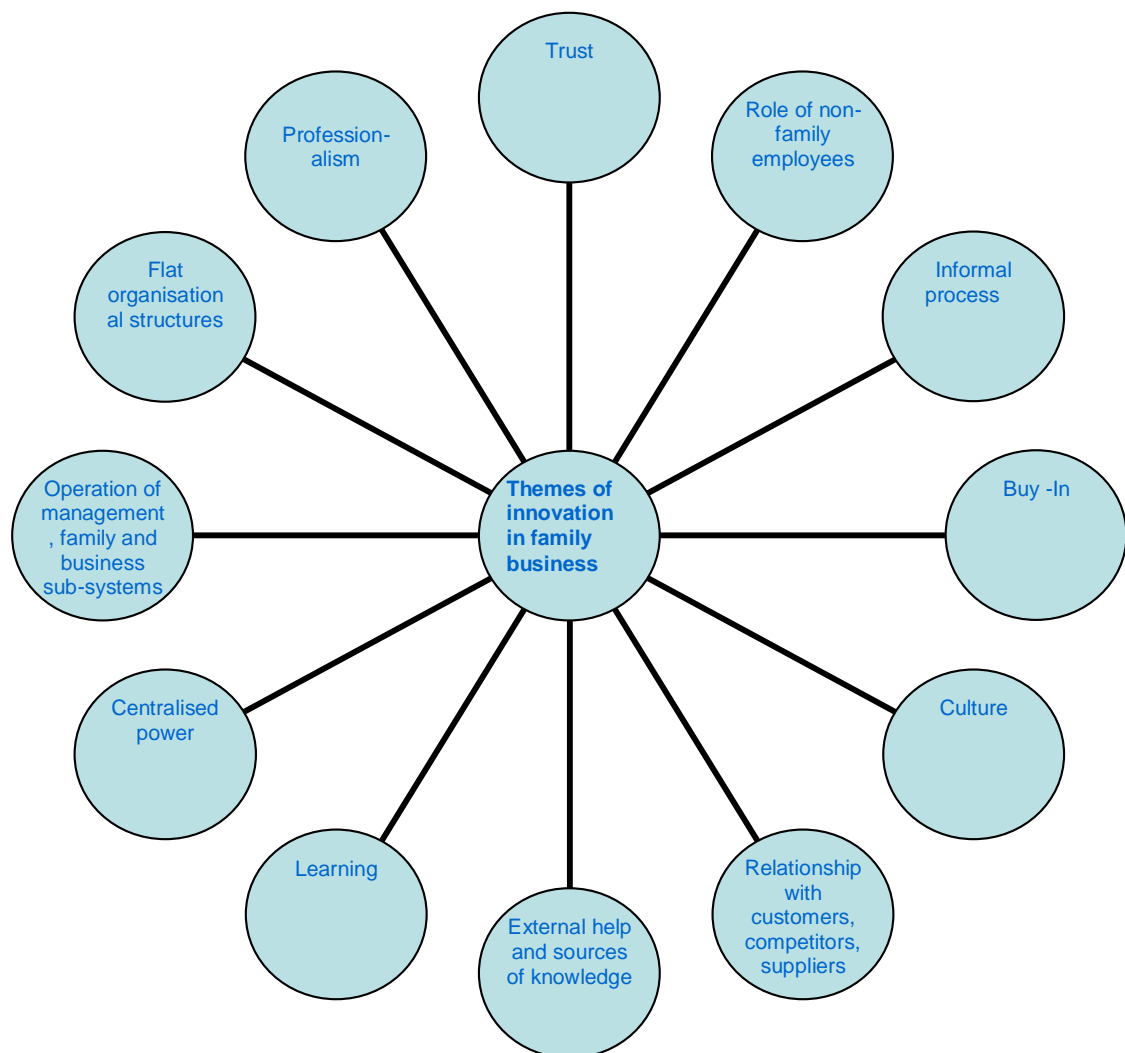 Trust
Role of non-
family
employees
Informal
process
Buy -In
Culture
Relationship
with
customers,
competitors,
suppliers
External help
and sources
of knowledge
Learning
Centralised
power
Operation of
management
, family and
business
sub-systems
Flat
organisation
al structures
Profession-
alism
Themes of
innovation
in family
business